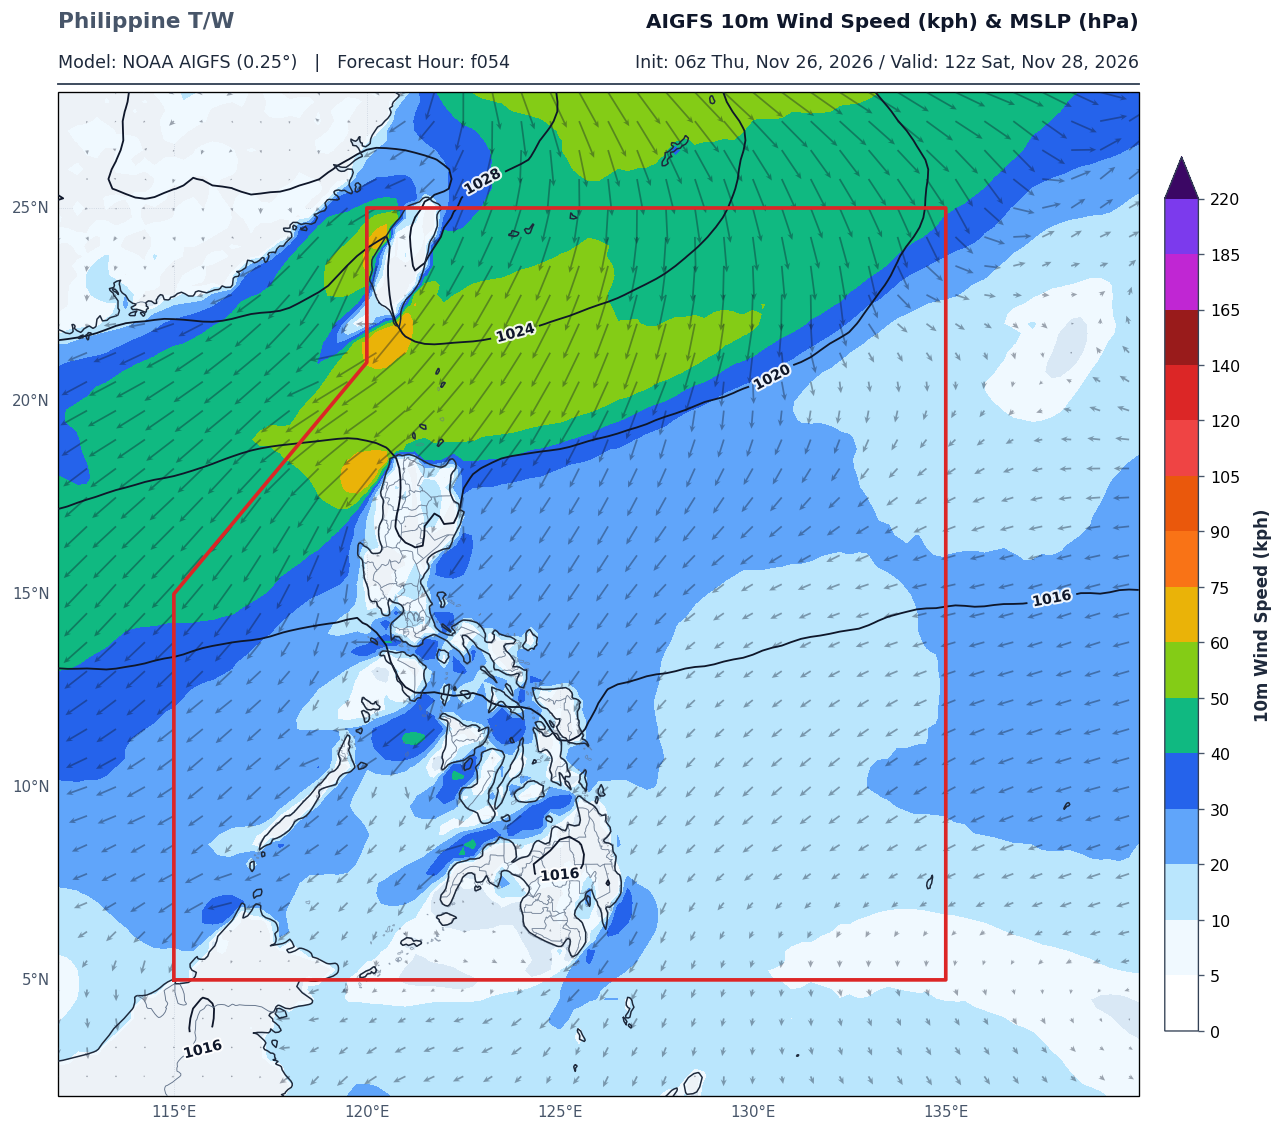 Philippine T/W
AIGFS 10m Wind Speed (kph) & MSLP (hPa)
Model: NOAA AIGFS (0.25°) | Forecast Hour: f054
Init: 06z Thu, Nov 26, 2026 / Valid: 12z Sat, Nov 28, 2026
25°N
20°N
15°N
10°N
5°N
115°E
120°E
125°E
130°E
135°E
1028
1024
1020
1016
1016
1016
220
185
165
140
120
105
90
75
60
50
40
30
20
10
5
0
10m Wind Speed (kph)